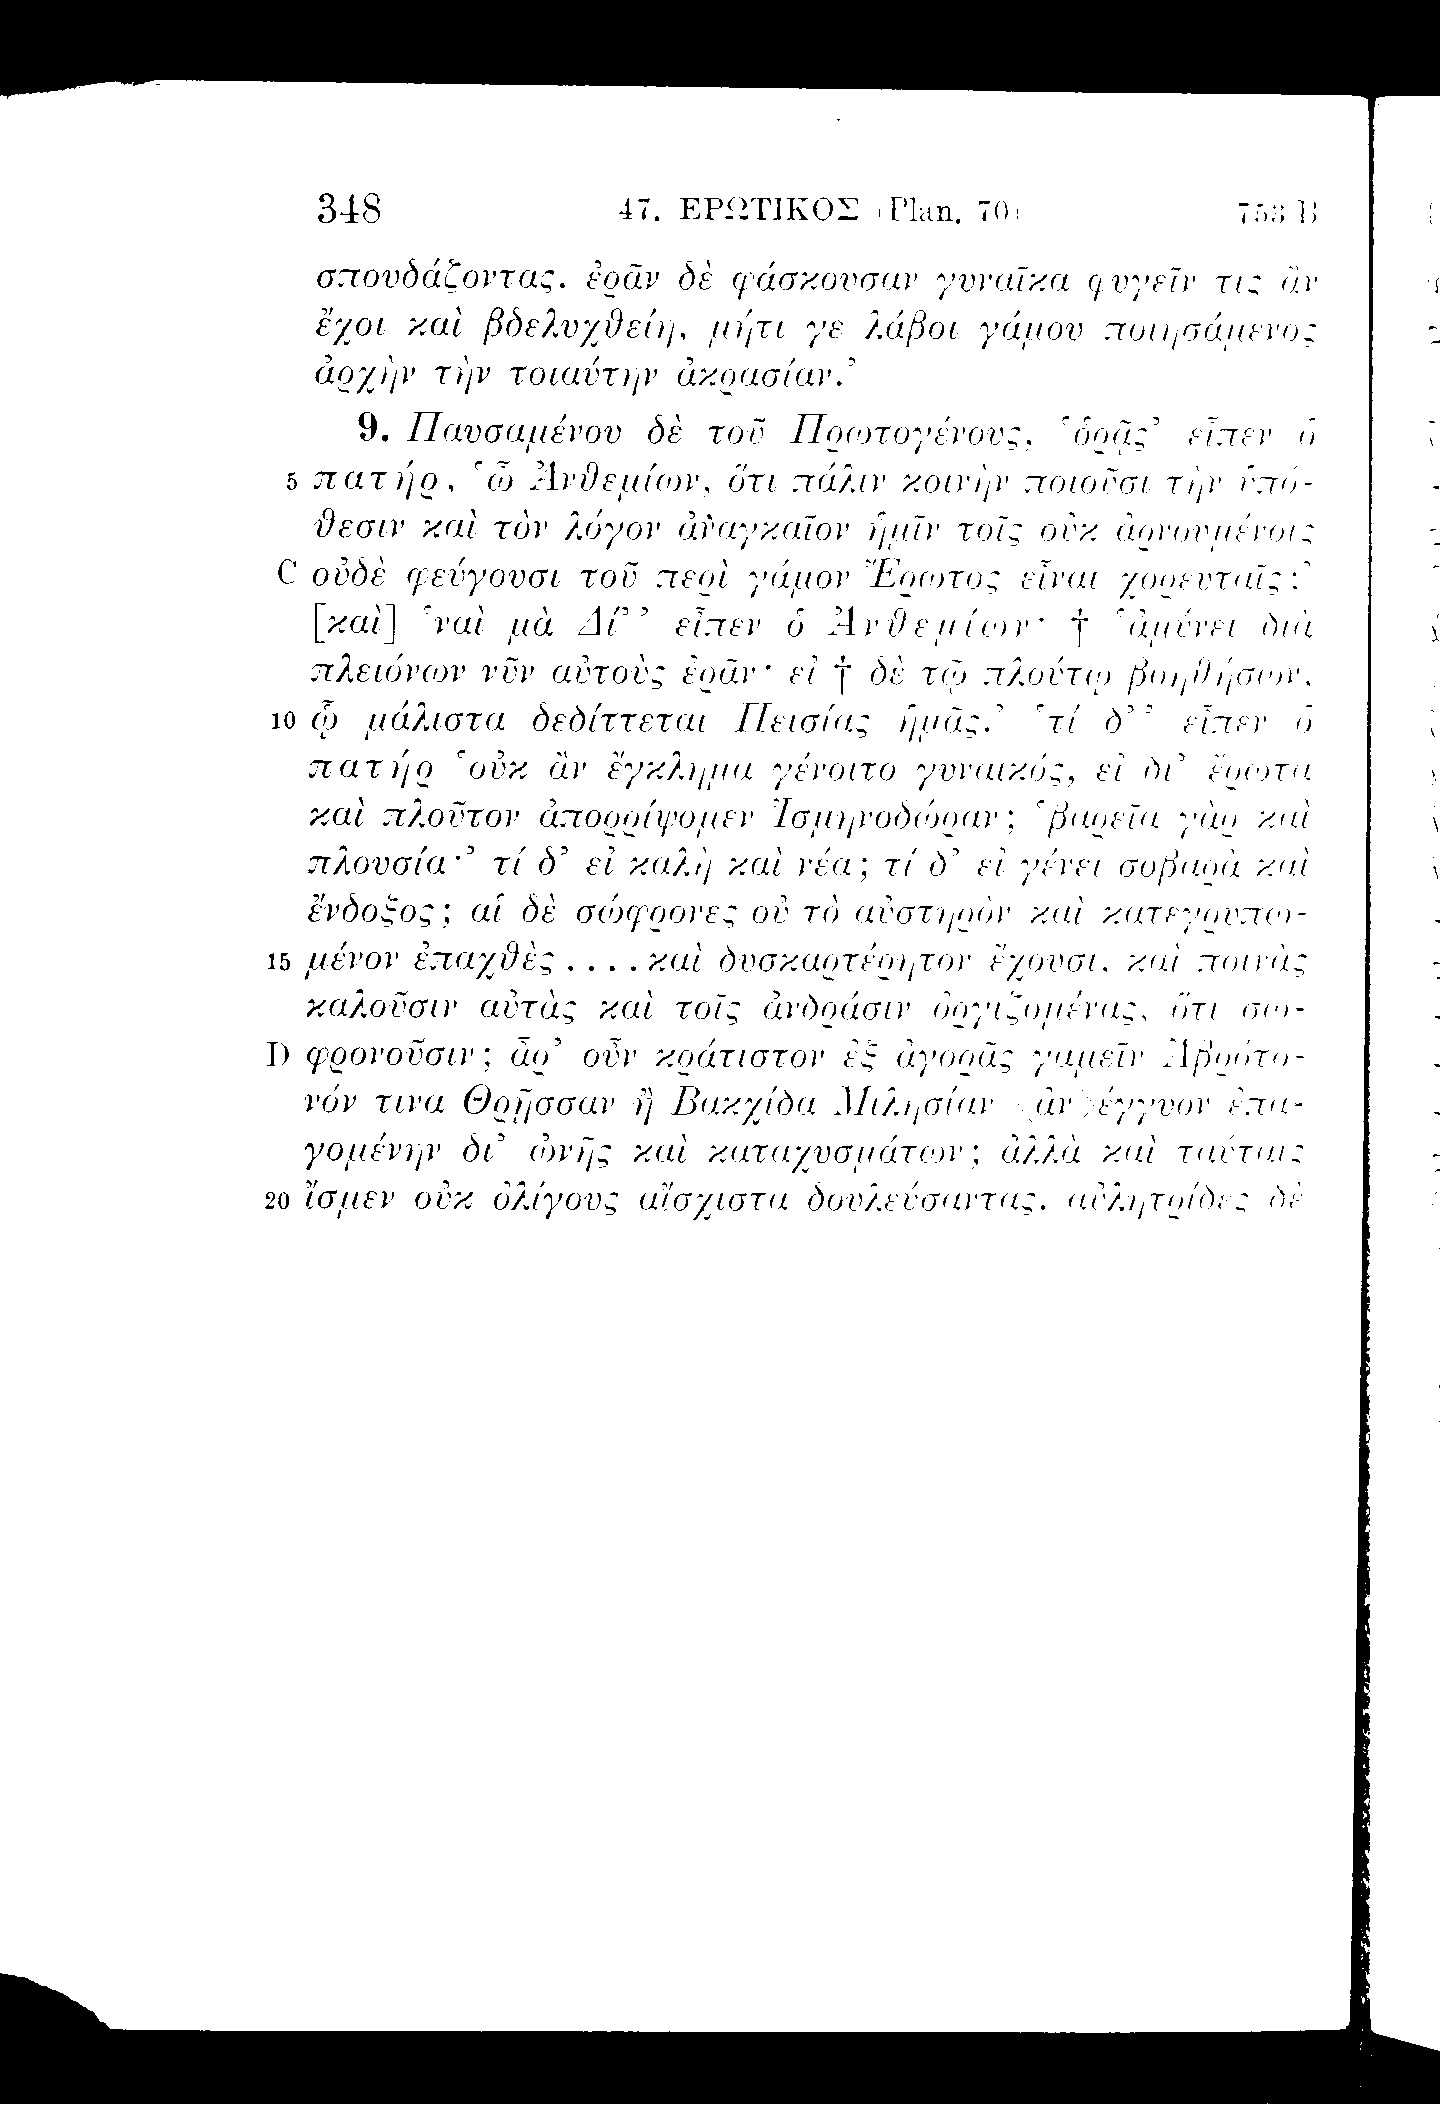 348 47. ΕΡΩΤΙΚΟΣ (Plan. 70) 753 B
σπουδάζοντας. ἐρᾶν δὲ φάσκουσαν γυναῖκα φυγεῖν τις ἂν
ἔχοι καὶ βδελυχθείη, μήτι γε λάβοι γάμου ποιησάμενος
ἀρχὴν τὴν τοιαύτην ἀκρασίαν.’
9. Παυσαμένου δὲ τοῦ Πρωτογένους, ‘ὁρᾷς’ εἶπεν ὁ
5 πατήρ, ‘ὦ Ἀνθεμίων, ὅτι πάλιν κοινὴν ποιοῦσι τὴν ὑπό-
θεσιν καὶ τὸν λόγον ἀναγκαῖον ἡμῖν τοῖς οὐκ ἀρνουμένοις
C οὐδὲ φεύγουσι τοῦ περὶ γάμον Ἔρωτος εἶναι χορευταῖς;’
[καὶ] ‘ναὶ μὰ Δί’’ εἶπεν ὁ Ἀνθεμίων· † ‘ἀμύνει διὰ
πλειόνων νῦν αὐτοὺς ἐρᾶν· εἰ † δὲ τῷ πλούτῳ βοηθήσων,
10 ᾧ μάλιστα δεδίττεται Πεισίας ἡμᾶς.’ ‘τί δ’’ εἶπεν ὁ
πατήρ ‘οὐκ ἂν ἔγκλημα γένοιτο γυναικός, εἰ δι’ ἔρωτα
καὶ πλοῦτον ἀπορρίψομεν Ἰσμηνοδώραν; ‘βαρεῖα γὰρ καὶ
πλουσία·’ τί δ’ εἰ καλὴ καὶ νέα; τί δ’ εἰ γένει σοβαρὰ καὶ
ἔνδοξος; αἱ δὲ σώφρονες οὐ τὸ αὐστηρὸν καὶ κατεγρυπω-
15 μένον ἐπαχθὲς .... καὶ δυσκαρτέρητον ἔχουσι, καὶ ποινὰς
καλοῦσιν αὐτὰς καὶ τοῖς ἀνδράσιν ὀργιζομένας, ὅτι σω-
D φρονοῦσιν; ἆρ’ οὖν κράτιστον ἐξ ἀγορᾶς γαμεῖν Ἀβρότο-
νόν τινα Θρῇσσαν ἢ Βακχίδα Μιλησίαν ⟨ἀν⟩έγγυον ἐπα-
γομένην δι’ ὠνῆς καὶ καταχυσμάτων; ἀλλὰ καὶ ταύταις
20 ἴσμεν οὐκ ὀλίγους αἴσχιστα δουλεύσαντας. αὐλητρίδες δὲ